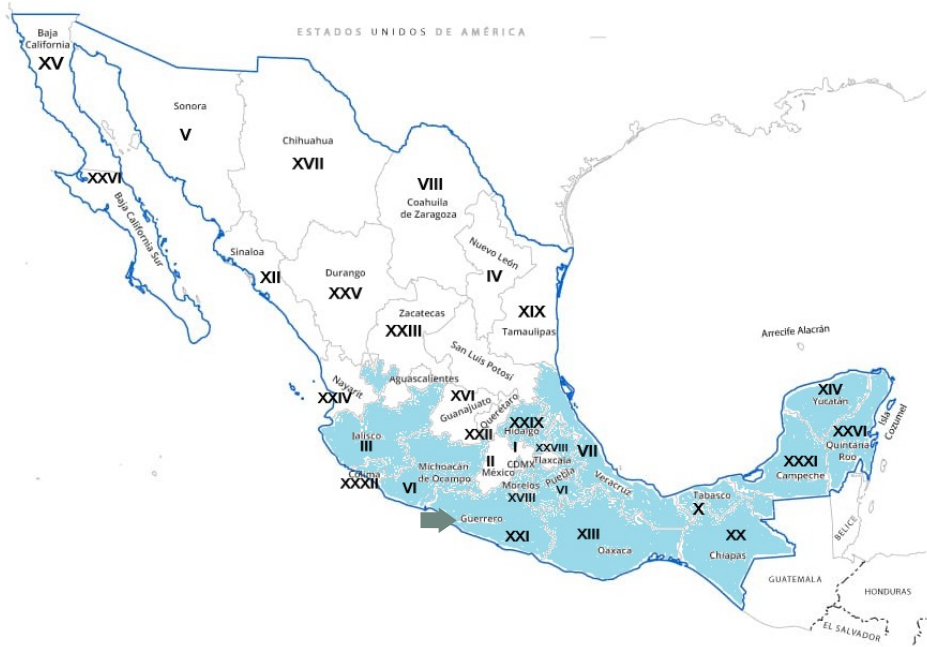 ESTADOS UNIDOS DE AMÉRICA
Baja
California
XV
Sonora
V
Chihuahua
XVII
VIII
Coahuila
de Zaragoza
XXVI
Baja California Sur
Sinaloa
XII
Durango
XXV
Nuevo León
IV
XIX
Tamaulipas
Zacatecas
XXIII
San Luis Potosí
Arrecife Alacrán
Nayarit
XXIV
Aguascalientes
XVI
Guanajuato
Querétaro
XXII
XXIX
Hidalgo
I
XXVIII
Tlaxcala
VII
Veracruz
Jalisco
III
II
México
CDMX
Colima
XXXII
Michoacán
de Ocampo
VI
Morelos
XVIII
Puebla
VI
XIV
Yucatán
Isla
Cozumel
XXVI
Quintana
Roo
XXXI
Campeche
Tabasco
X
Guerrero
XXI
XIII
Oaxaca
XX
Chiapas
BELICE
GUATEMALA
HONDURAS
EL SALVADOR